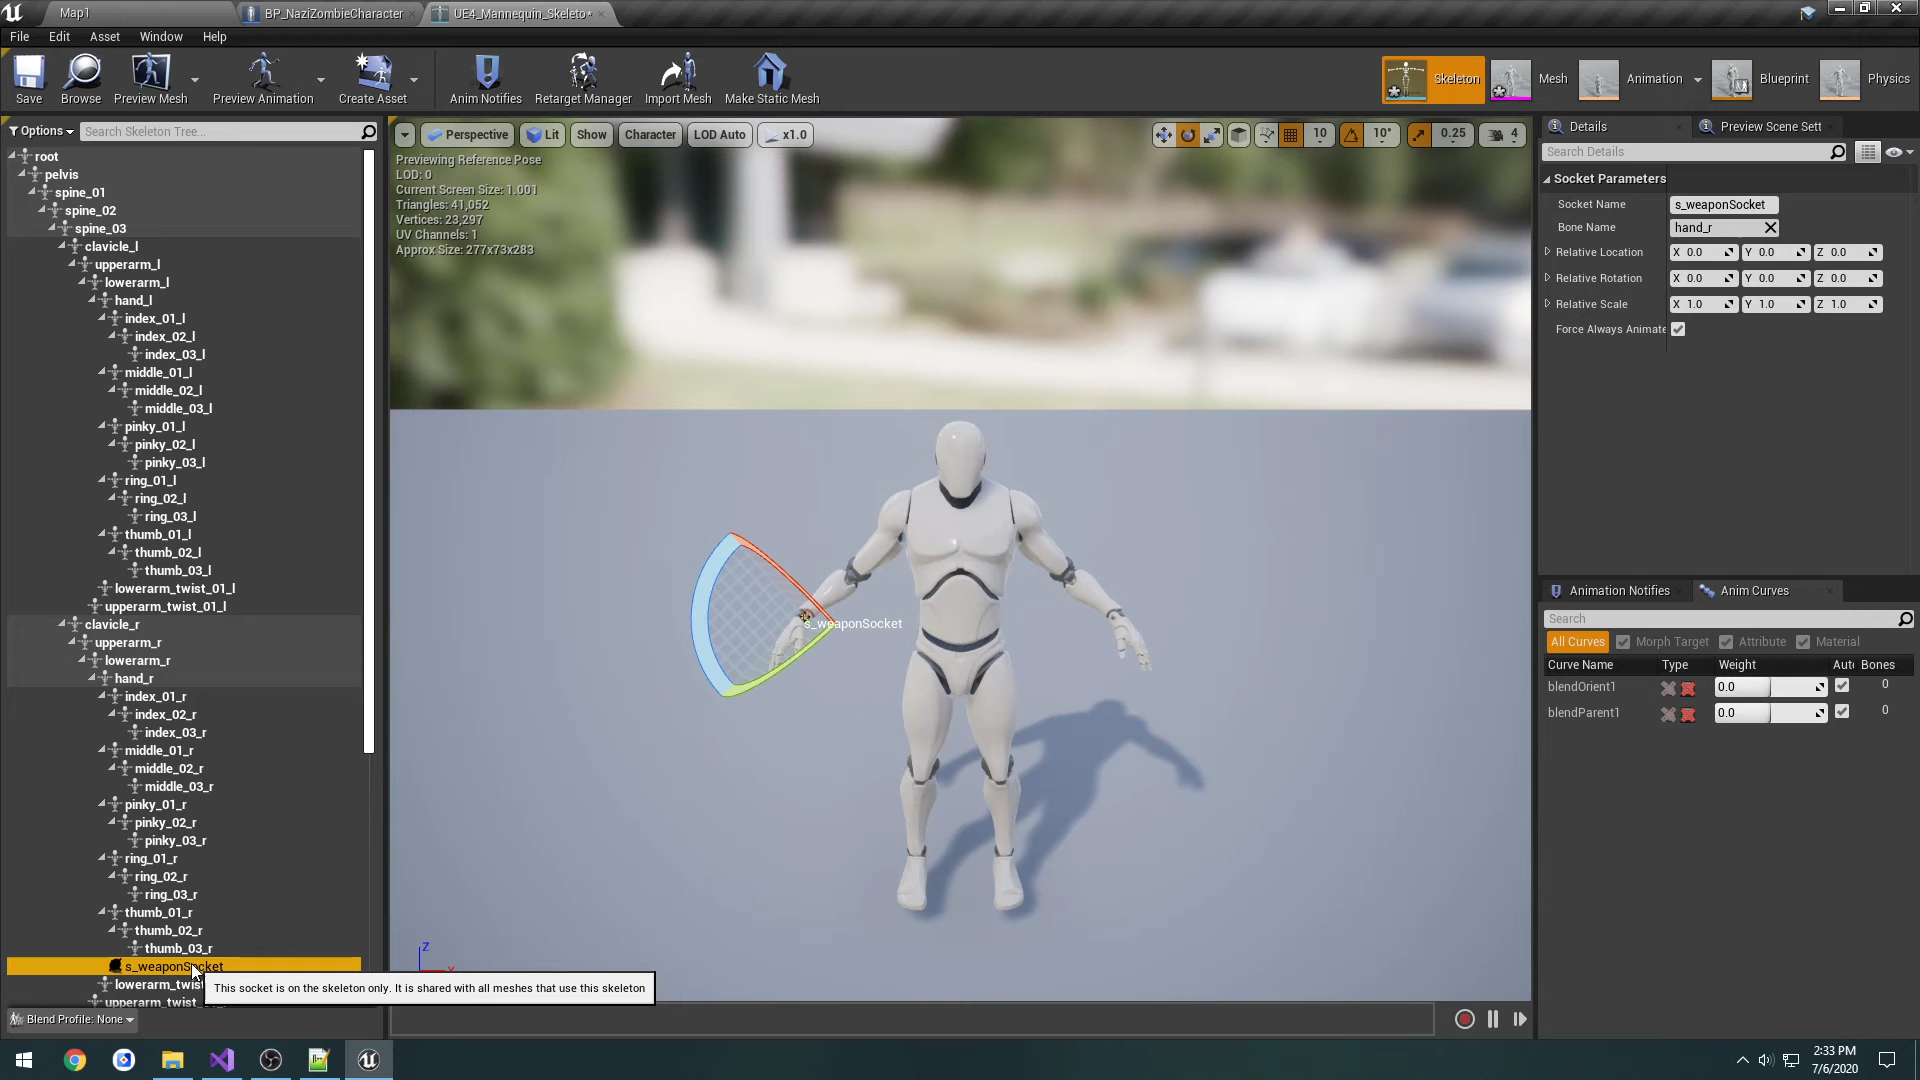 Map1
BP_NaziZombieCharacter
UE4_Mannequin_Skeleto*
File Edit Asset Window Help
Save
Browse
Preview Mesh
Preview Animation
Create Asset
Anim Notifies
Retarget Manager
Import Mesh
Make Static Mesh
Skeleton
Mesh
Animation
Blueprint
Physics
Options
Search Skeleton Tree...
root
pelvis
spine_01
spine_02
spine_03
clavicle_l
upperarm_l
lowerarm_l
hand_l
index_01_l
index_02_l
index_03_l
middle_01_l
middle_02_l
middle_03_l
pinky_01_l
pinky_02_l
pinky_03_l
ring_01_l
ring_02_l
ring_03_l
thumb_01_l
thumb_02_l
thumb_03_l
lowerarm_twist_01_l
upperarm_twist_01_l
clavicle_r
upperarm_r
lowerarm_r
hand_r
index_01_r
index_02_r
index_03_r
middle_01_r
middle_02_r
middle_03_r
pinky_01_r
pinky_02_r
pinky_03_r
ring_01_r
ring_02_r
ring_03_r
thumb_01_r
thumb_02_r
thumb_03_r
s_weaponSocket
lowerarm_twist
upperarm_twist
This socket is on the skeleton only. It is shared with all meshes that use this skeleton
Blend Profile: None
Perspective Lit Show Character LOD Auto x1.0
10 10° 0.25 4
Previewing Reference Pose
LOD: 0
Current Screen Size: 1.001
Triangles: 41,052
Vertices: 23,297
UV Channels: 1
Approx Size: 277x73x283
s_weaponSocket
Z
Details
Preview Scene Sett
Search Details
Socket Parameters
Socket Name s_weaponSocket
Bone Name hand_r
Relative Location X 0.0 Y 0.0 Z 0.0
Relative Rotation X 0.0 Y 0.0 Z 0.0
Relative Scale X 1.0 Y 1.0 Z 1.0
Force Always Animate
Animation Notifies
Anim Curves
Search
All Curves Morph Target Attribute Material
Curve Name Type Weight Auto Bones
blendOrient1 0.0 0
blendParent1 0.0 0
2:33 PM
7/6/2020